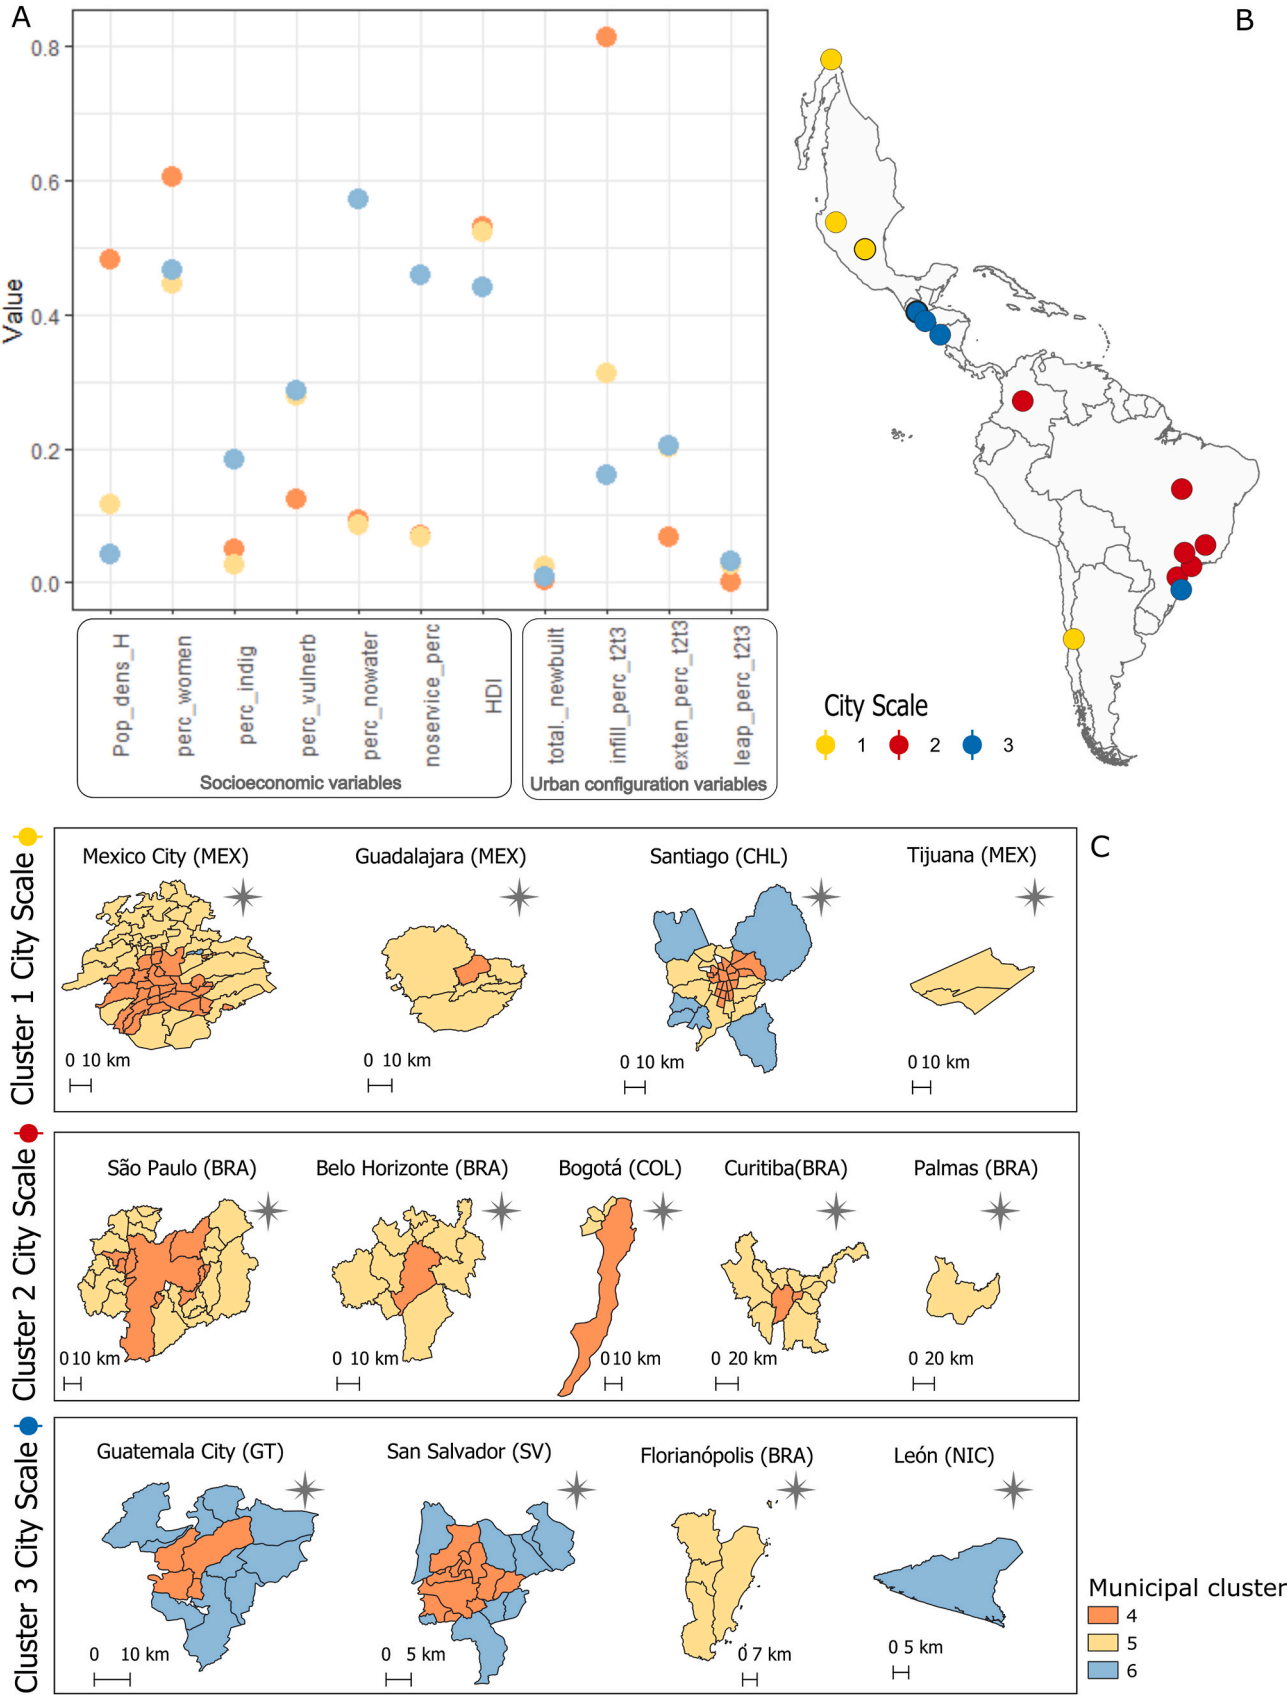 A
B
0.8
0.6
0.4
0.2
0.0
Value
Pop_dens_H
perc_women
perc_indig
perc_vulnerb
perc_nowater
noservice_perc
HDI
total._newbuilt
infill_perc_t2t3
exten_perc_t2t3
leap_perc_t2t3
Socioeconomic variables
Urban configuration variables
City Scale
1 2 3
C
Cluster 1 City Scale
Mexico City (MEX)
Guadalajara (MEX)
Santiago (CHL)
Tijuana (MEX)
0 10 km
0 10 km
0 10 km
0 10 km
Cluster 2 City Scale
São Paulo (BRA)
Belo Horizonte (BRA)
Bogotá (COL)
Curitiba(BRA)
Palmas (BRA)
0 10 km
0 10 km
0 10 km
0 20 km
0 20 km
Cluster 3 City Scale
Guatemala City (GT)
San Salvador (SV)
Florianópolis (BRA)
León (NIC)
0 10 km
0 5 km
0 7 km
0 5 km
Municipal cluster
4
5
6